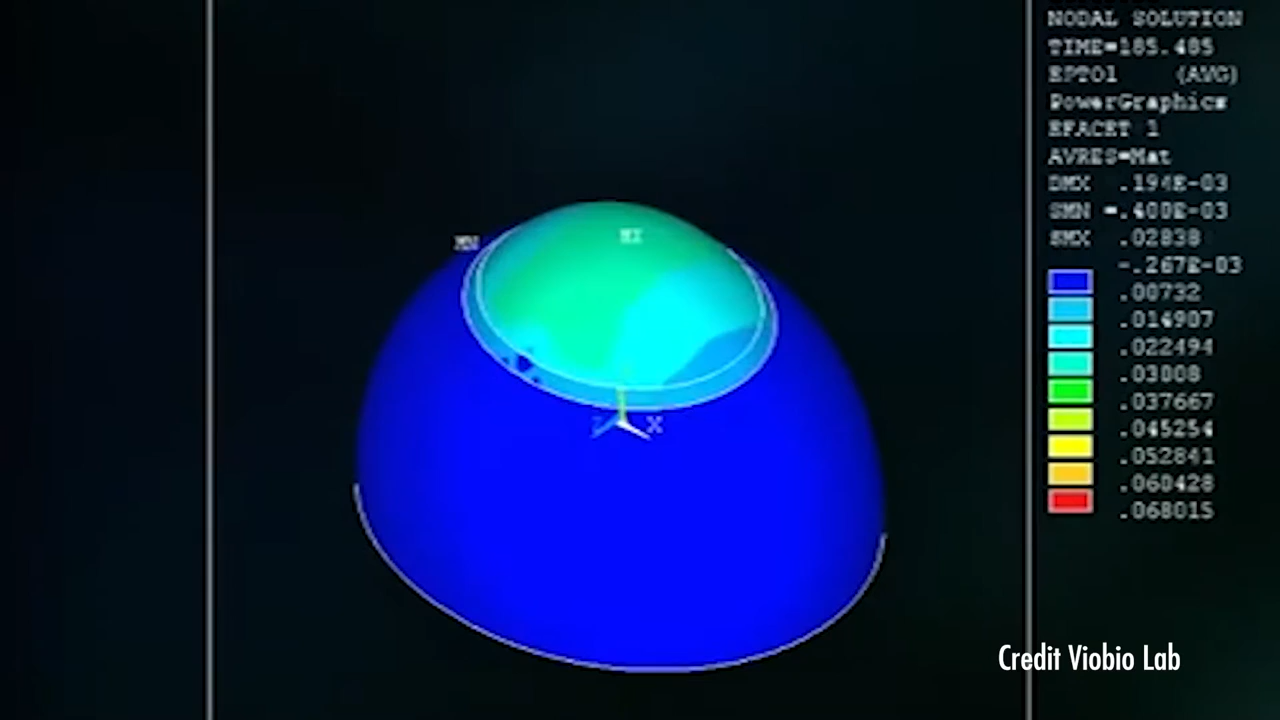 NODAL SOLUTION
TIME=185.485
EPTO1 (AVG)
PowerGraphics
EFACET 1
AVRES=Mat
DMX .194E-03
SMN =-.400E-03
SMX .02838
-.267E-03
.00732
.014907
.022494
.03008
.037667
.045254
.052841
.060428
.068015
MN
MX
Z X
Credit Viobio Lab